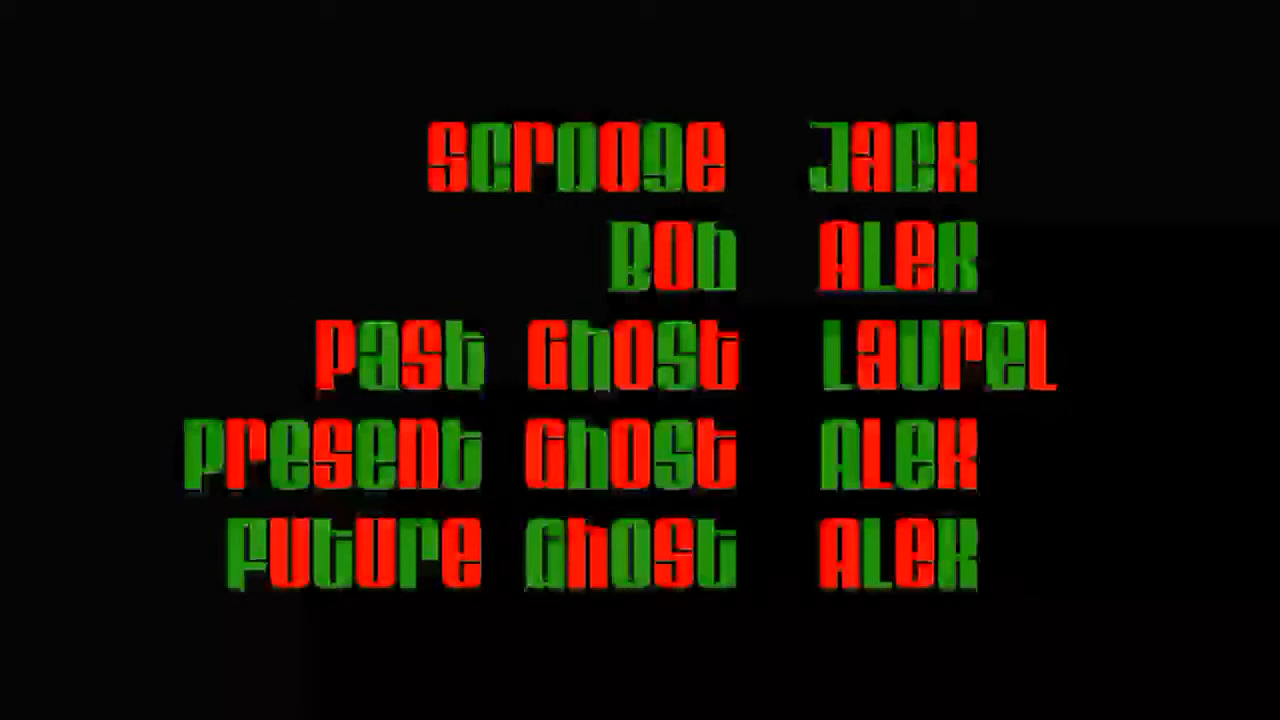 Scrooge Jack
Bob Alek
Past Ghost Laurel
Present Ghost Alek
Future Ghost Alek